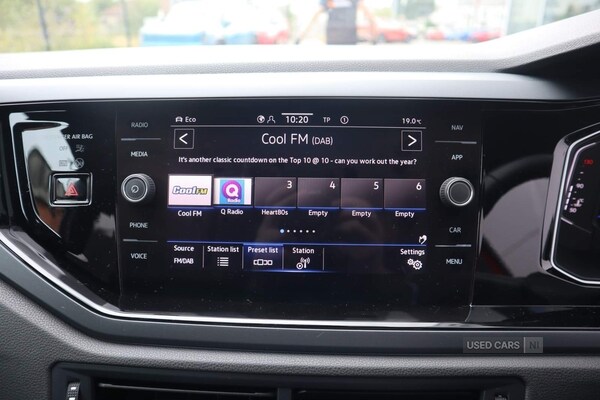 ER AIR BAG
RADIO
MEDIA
PHONE
VOICE
Eco
10:20
TP
19.0°C
Cool FM (DAB)
It's another classic countdown on the Top 10 @ 10 - can you work out the year?
CoolFM
Q Radio
3
4
5
6
Cool FM
Q Radio
Heart80s
Empty
Empty
Empty
Source
FM/DAB
Station list
Preset list
Station
Settings
NAV
APP
CAR
MENU
USED CARS NI